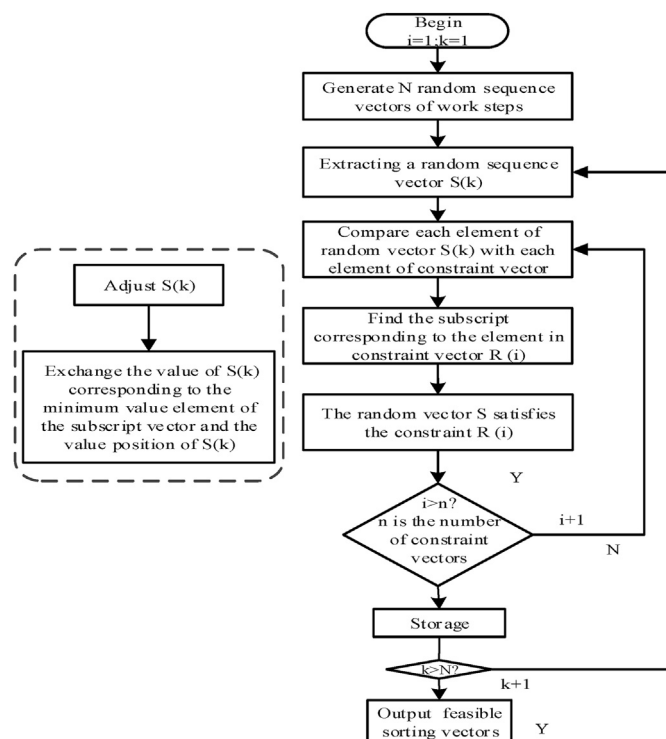 Begin
i=1;k=1
Generate N random sequence
vectors of work steps
Extracting a random sequence
vector S(k)
Compare each element of
random vector S(k) with each
element of constraint vector
Find the subscript
corresponding to the element in
constraint vector R (i)
The random vector S satisfies
the constraint R (i)
Y
i>n?
n is the number
of constraint
vectors
i+1
N
Storage
k>N?
k+1
Output feasible
sorting vectors
Y
Adjust S(k)
Exchange the value of S(k)
corresponding to the
minimum value element of
the subscript vector and the
value position of S(k)